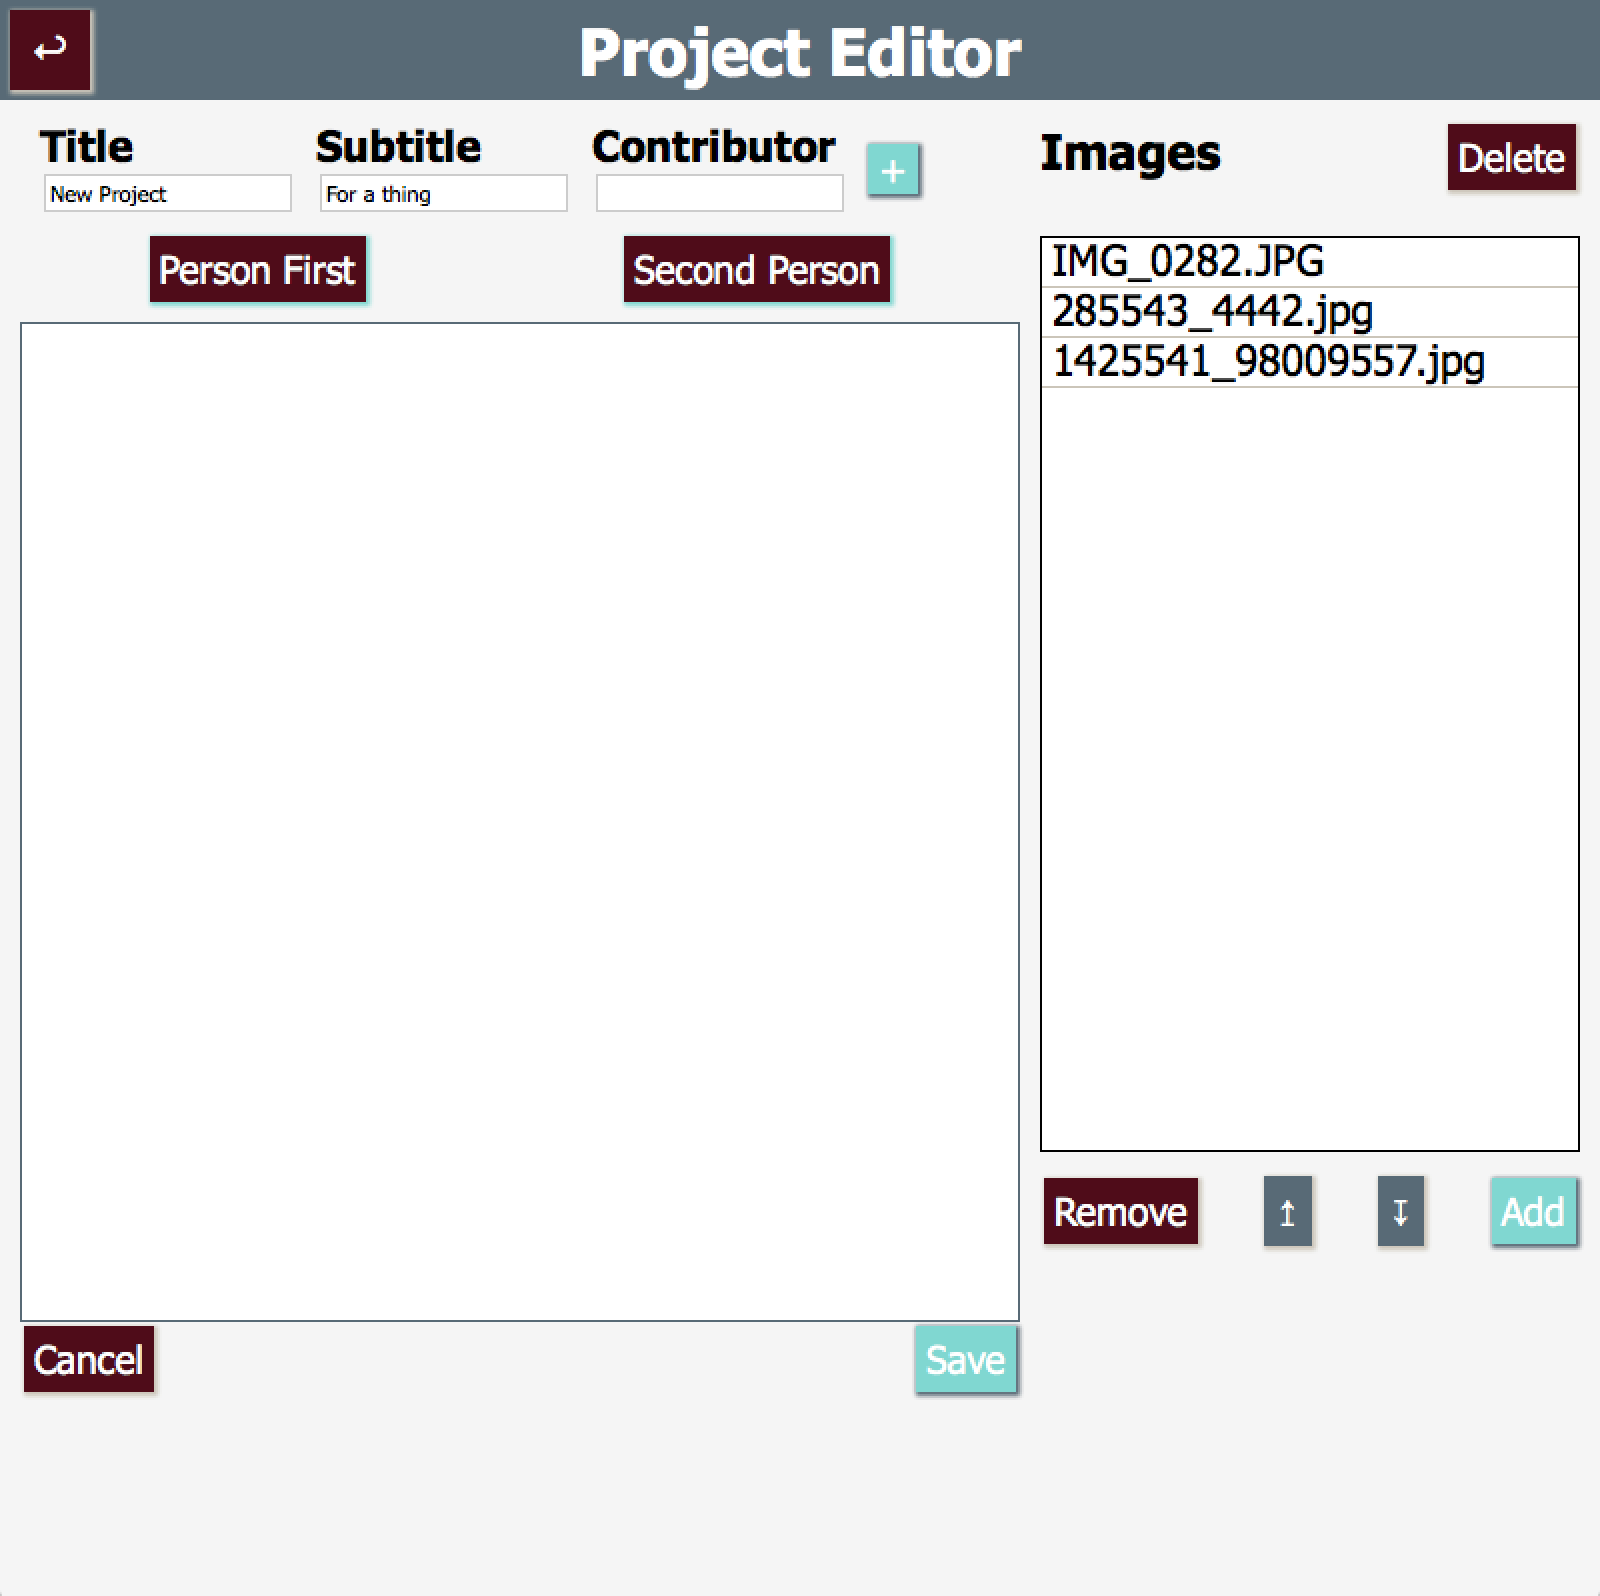 ↩
Project Editor
Title
Subtitle
Contributor
New Project
For a thing
+
Person First
Second Person
Images
Delete
IMG_0282.JPG
285543_4442.jpg
1425541_98009557.jpg
Remove
↥
↧
Add
Cancel
Save